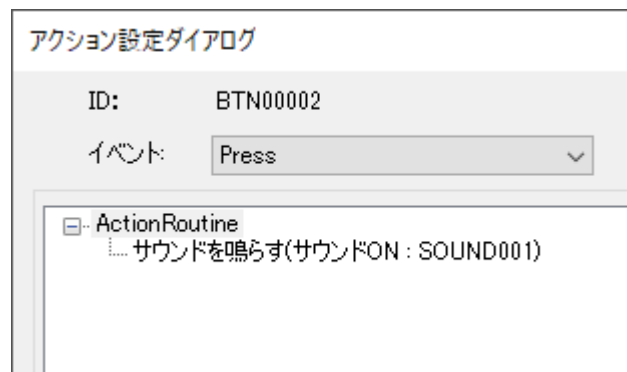 アクション設定ダイアログ
ID: BTN00002
イベント: Press
ActionRoutine
サウンドを鳴らす(サウンドON : SOUND001)